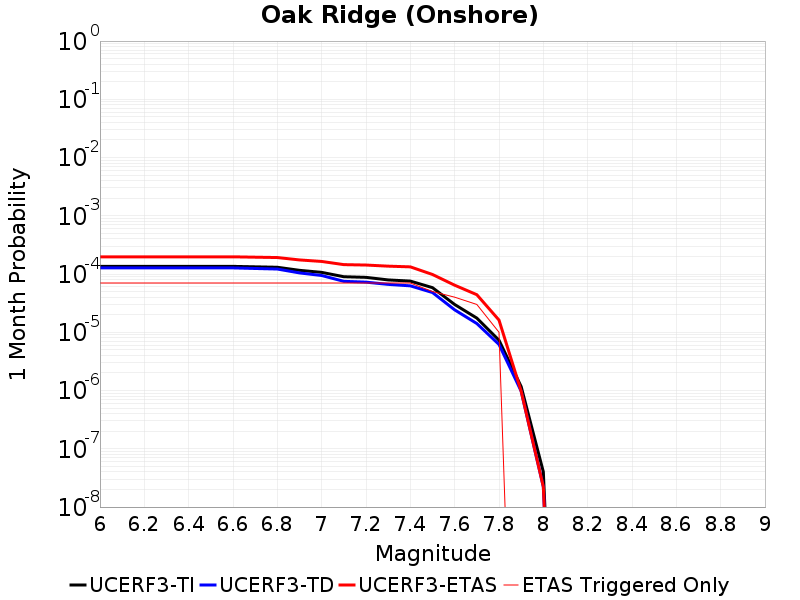 Oak Ridge (Onshore)
1 Month Probability
10^0
10^-1
10^-2
10^-3
10^-4
10^-5
10^-6
10^-7
10^-8
6 6.2 6.4 6.6 6.8 7 7.2 7.4 7.6 7.8 8 8.2 8.4 8.6 8.8 9
Magnitude
UCERF3-TI UCERF3-TD UCERF3-ETAS ETAS Triggered Only